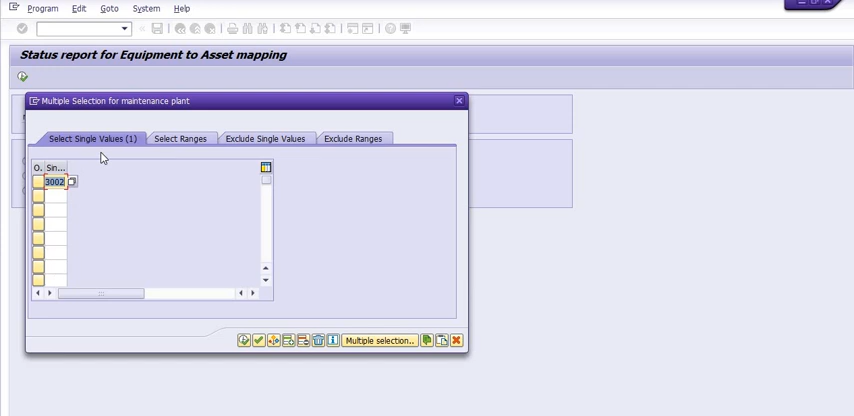 Program Edit Goto System Help
Status report for Equipment to Asset mapping
Multiple Selection for maintenance plant
Select Single Values (1) Select Ranges Exclude Single Values Exclude Ranges
O. Sin...
3002
Multiple selection..